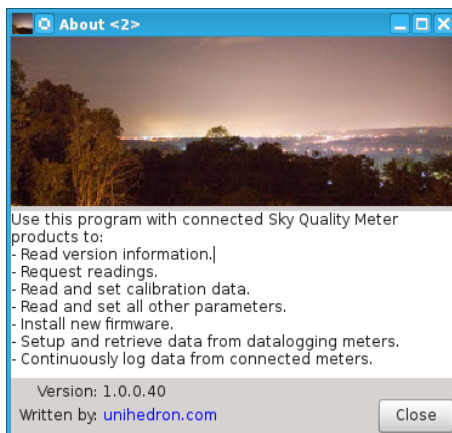 About <2>
Use this program with connected Sky Quality Meter
products to:
- Read version information.
- Request readings.
- Read and set calibration data.
- Read and set all other parameters.
- Install new firmware.
- Setup and retrieve data from datalogging meters.
- Continuously log data from connected meters.
Version: 1.0.0.40
Written by: unihedron.com
Close